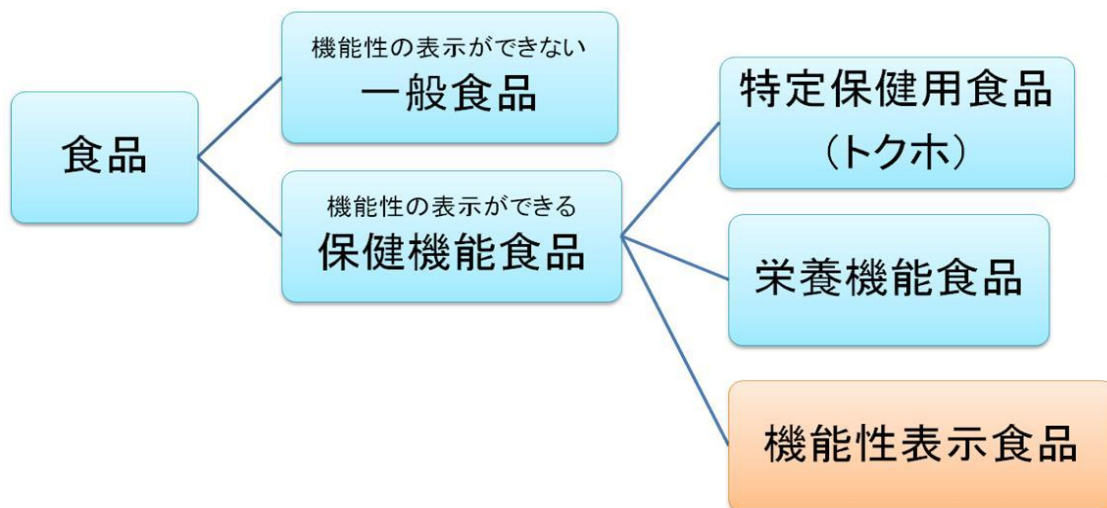 食品
機能性の表示ができない
一般食品
機能性の表示ができる
保健機能食品
特定保健用食品
（トクホ）
栄養機能食品
機能性表示食品